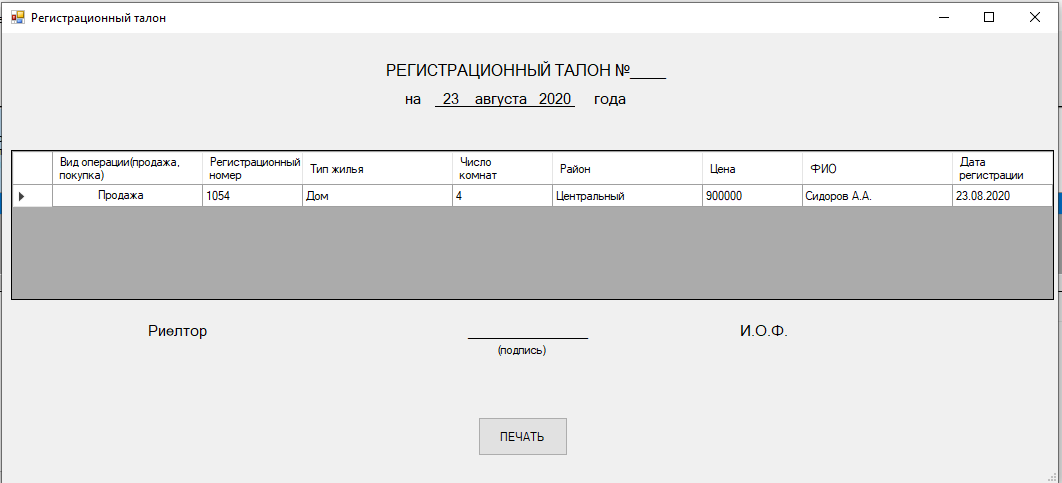 Регистрационный талон
РЕГИСТРАЦИОННЫЙ ТАЛОН №____
на 23 августа 2020 года
Вид операции(продажа, покупка) Регистрационный номер Тип жилья Число комнат Район Цена ФИО Дата регистрации
Продажа 1054 Дом 4 Центральный 900000 Сидоров А.А. 23.08.2020
Риелтор И.О.Ф.
(подпись)
ПЕЧАТЬ